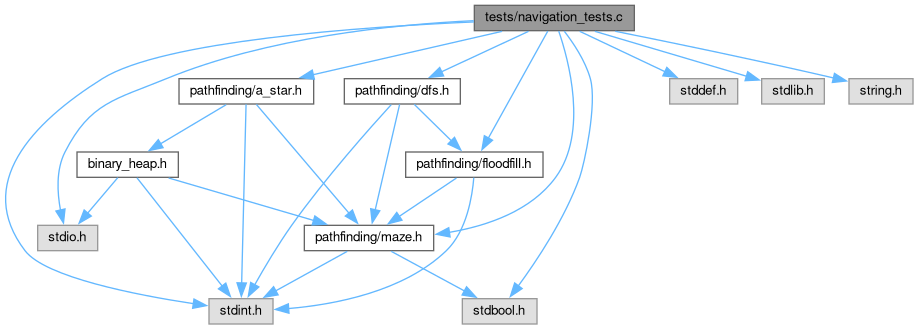 tests/navigation_tests.c
pathfinding/a_star.h
pathfinding/dfs.h
stddef.h
stdlib.h
string.h
binary_heap.h
pathfinding/floodfill.h
stdio.h
pathfinding/maze.h
stdint.h
stdbool.h